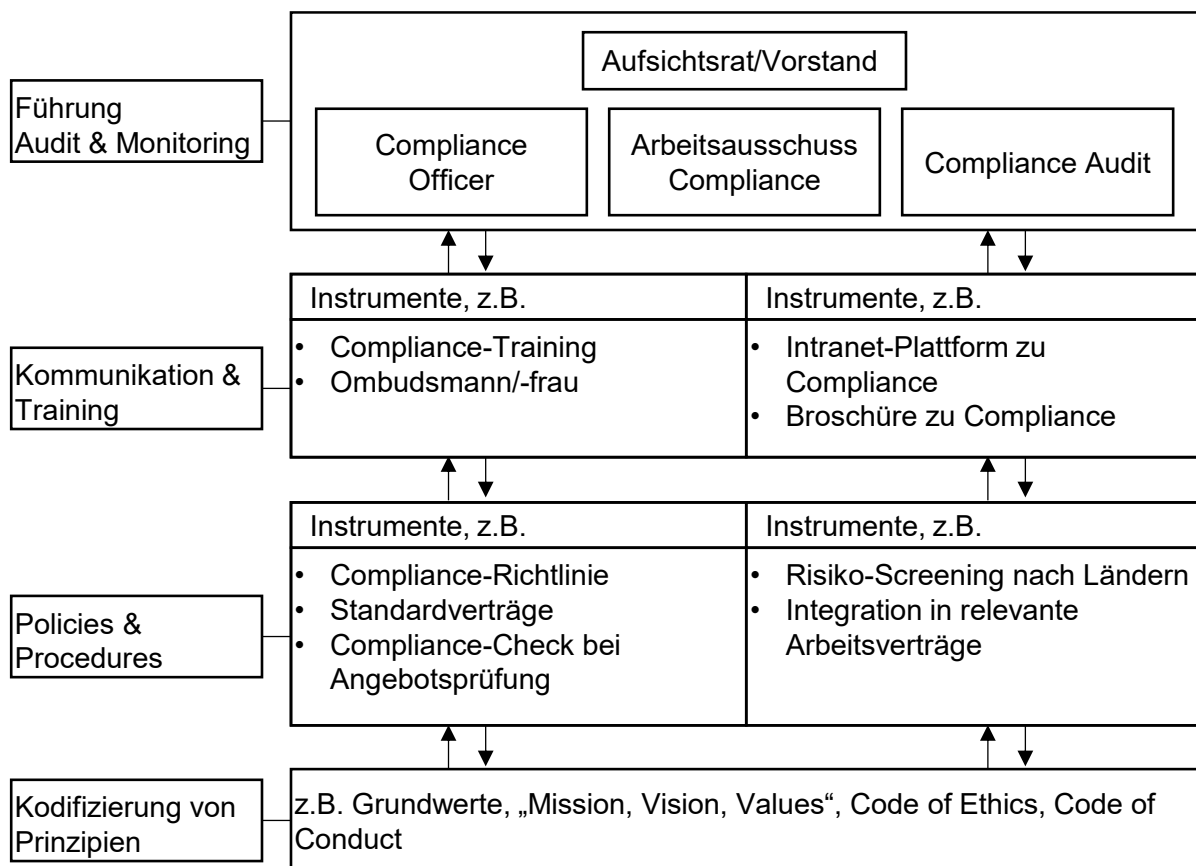 Aufsichtsrat/Vorstand
Führung
Audit & Monitoring
Compliance
Officer
Arbeitsausschuss
Compliance
Compliance Audit
Kommunikation &
Training
Instrumente, z.B.
• Compliance-Training
• Ombudsmann/-frau
Instrumente, z.B.
• Intranet-Plattform zu
Compliance
• Broschüre zu Compliance
Policies &
Procedures
Instrumente, z.B.
• Compliance-Richtlinie
• Standardverträge
• Compliance-Check bei
Angebotsprüfung
Instrumente, z.B.
• Risiko-Screening nach Ländern
• Integration in relevante
Arbeitsverträge
Kodifizierung von
Prinzipien
z.B. Grundwerte, „Mission, Vision, Values“, Code of Ethics, Code of
Conduct